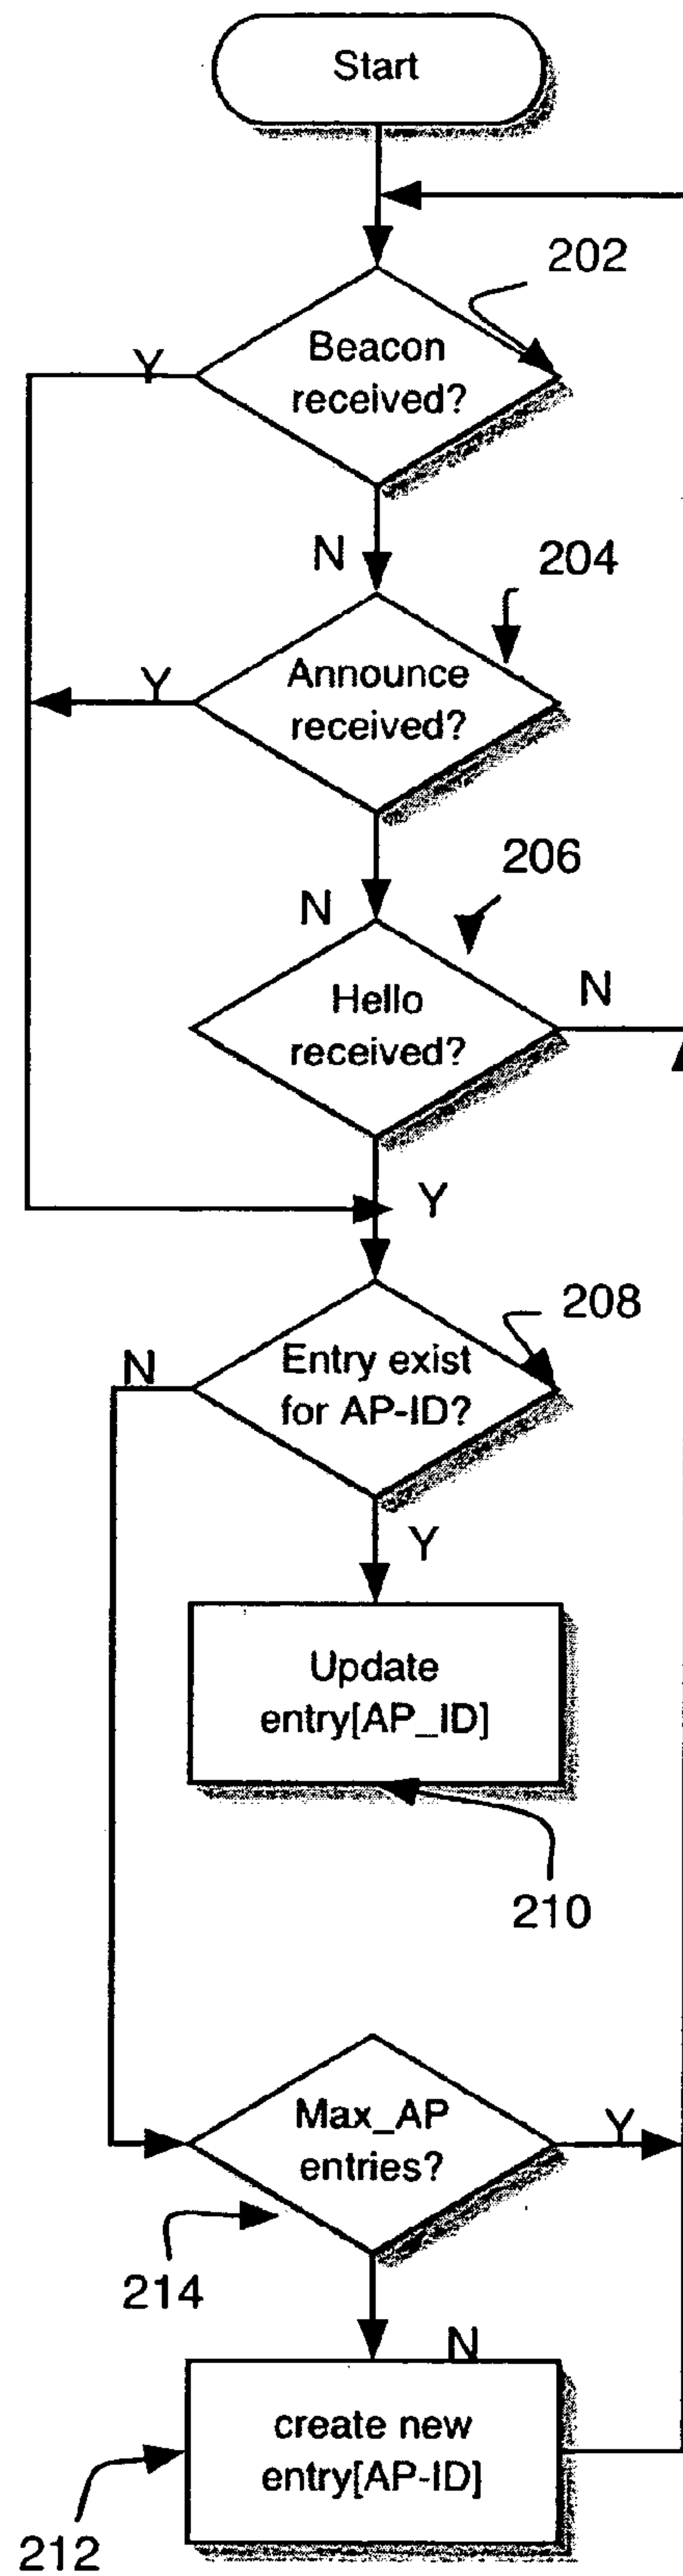 Start
202
Beacon
received?
Y
N
204
Announce
received?
Y
206
N
Hello
received?
N
Y
208
Entry exist
for AP-ID?
N
Y
Update
entry[AP_ID]
210
Max_AP
entries?
Y
214
N
create new
entry[AP-ID]
212